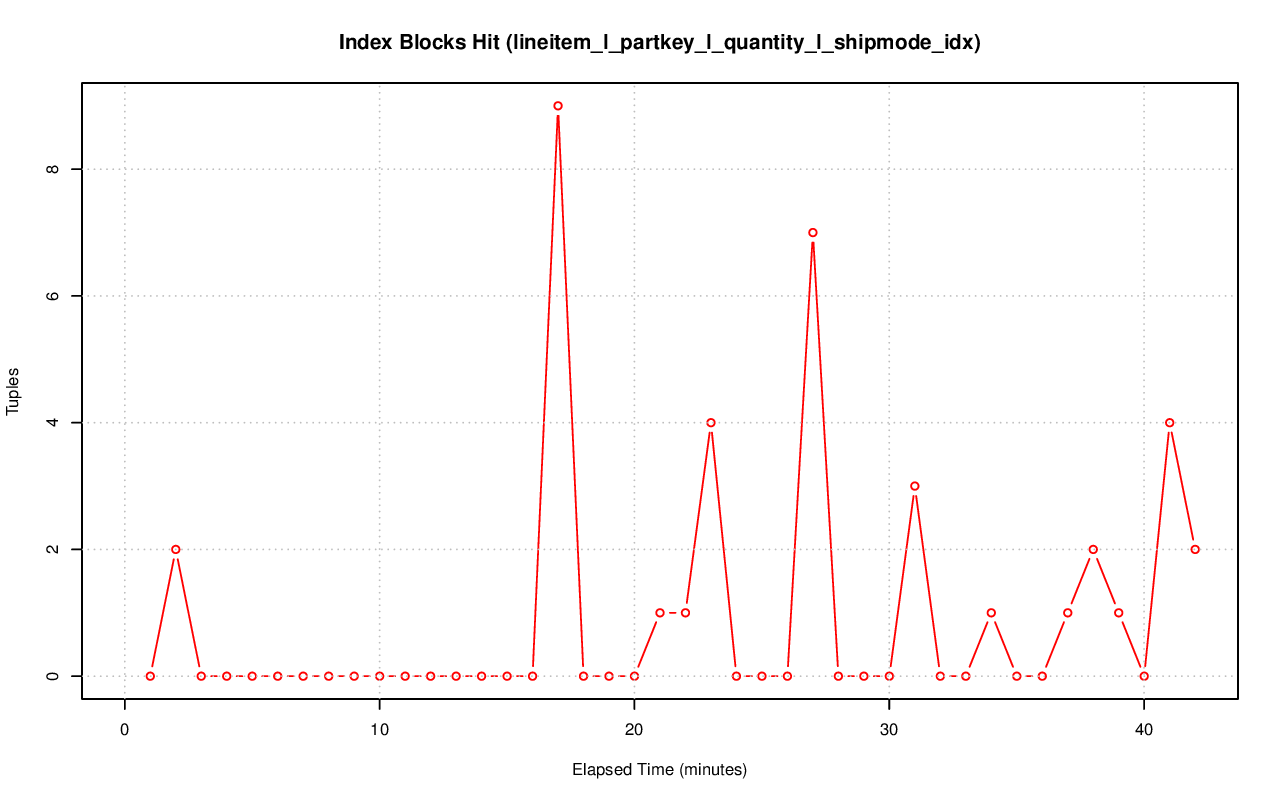 Index Blocks Hit (lineitem_l_partkey_l_quantity_l_shipmode_idx)
8
6
4
2
0
Tuples
0 10 20 30 40
Elapsed Time (minutes)